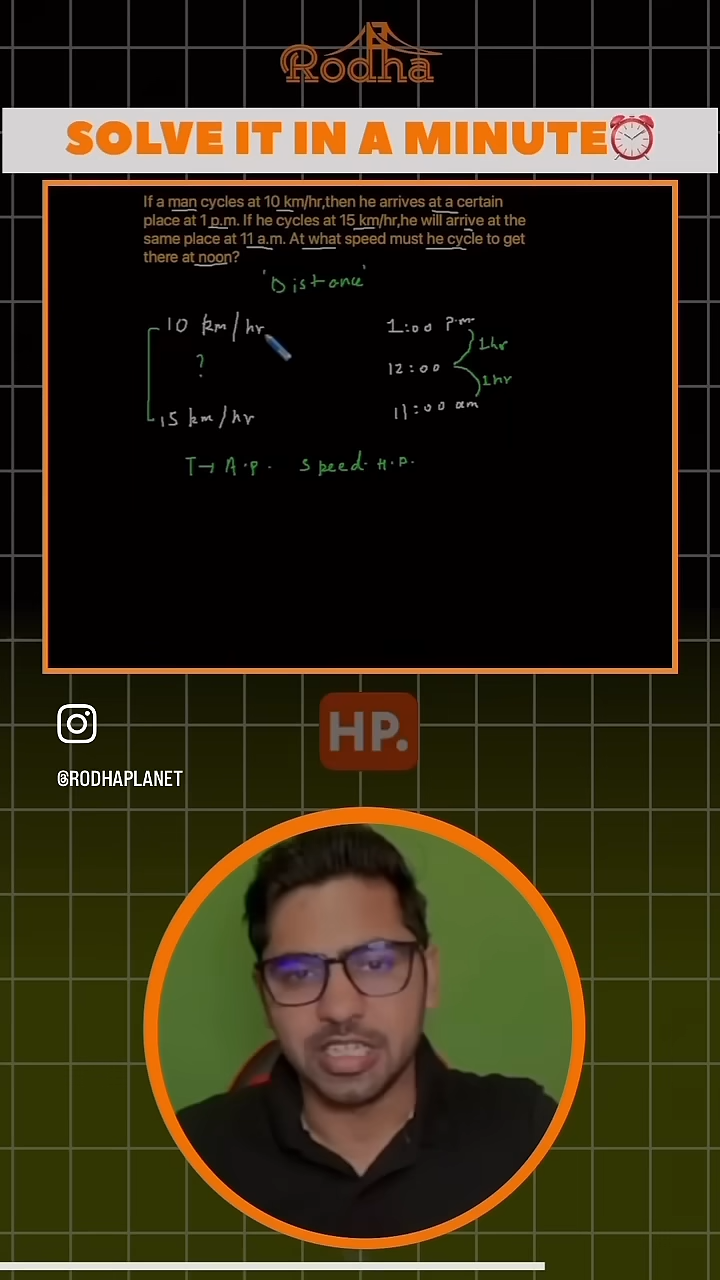 Rodha
SOLVE IT IN A MINUTE
If a man cycles at 10 km/hr,then he arrives at a certain
place at 1 p.m. If he cycles at 15 km/hr,he will arrive at the
same place at 11 a.m. At what speed must he cycle to get
there at noon?
'Distance'
10 km/hr 1:00 p.m.
1hr
? 12:00
1hr
15 km/hr 11:00 am
T→ A.P. Speed H.P.
HP.
@RODHAPLANET